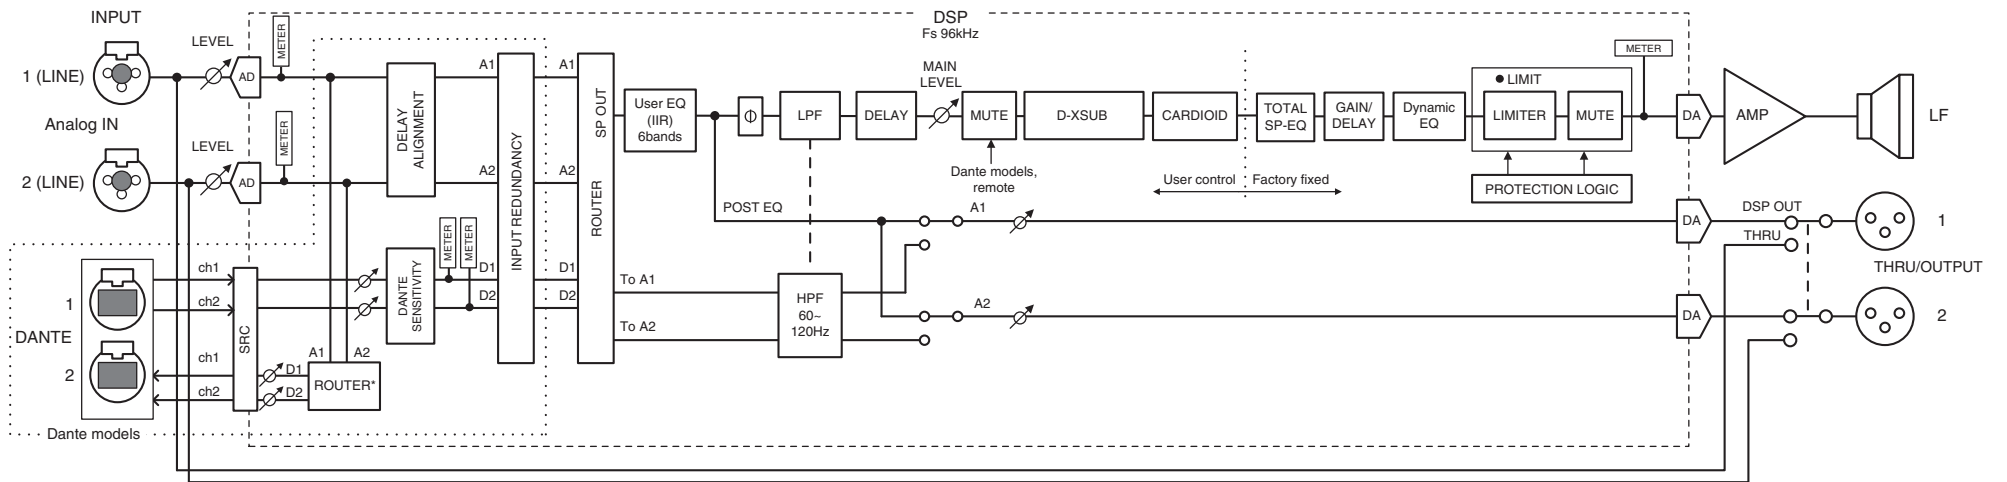 INPUT
DSP
Fs 96kHz
LEVEL
METER
1 (LINE)
AD
Analog IN
LEVEL
METER
2 (LINE)
AD
DELAY
ALIGNMENT
A1
A2
INPUT REDUNDANCY
A1
A2
SP OUT
ROUTER
User EQ
(IIR)
6bands
Φ
LPF
DELAY
MAIN
LEVEL
MUTE
Dante models,
remote
D-XSUB
CARDIOID
User control
Factory fixed
TOTAL
SP-EQ
GAIN/
DELAY
Dynamic
EQ
LIMIT
LIMITER
MUTE
PROTECTION LOGIC
METER
DA
AMP
LF
POST EQ
A1
DA
DSP OUT
THRU
1
THRU/OUTPUT
A2
DA
2
To A1
To A2
HPF
60~
120Hz
DANTE
1
2
ch1
ch2
ch1
ch2
SRC
DANTE
SENSITIVITY
METER
METER
D1
D2
D1
D2
A1
A2
D1
D2
ROUTER*
Dante models